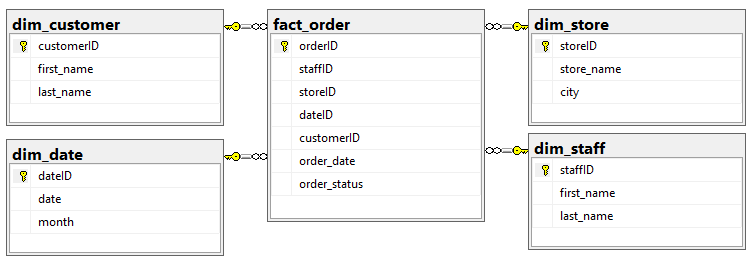 dim_customer
customerID
first_name
last_name
fact_order
orderID
staffID
storeID
dateID
customerID
order_date
order_status
dim_store
storeID
store_name
city
dim_date
dateID
date
month
dim_staff
staffID
first_name
last_name